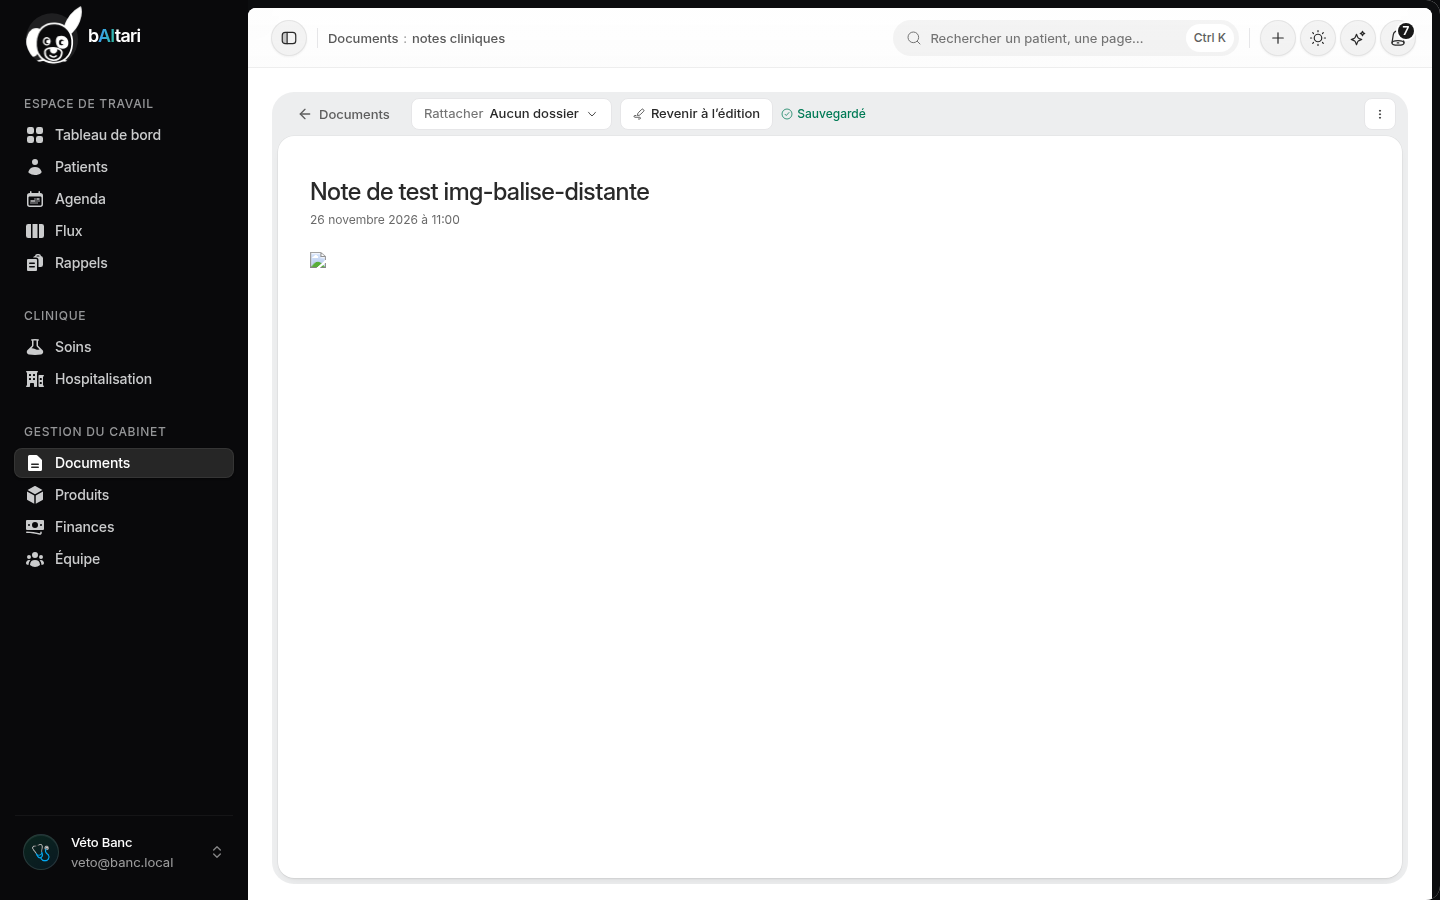 bAItari
ESPACE DE TRAVAIL
Tableau de bord
Patients
Agenda
Flux
Rappels
CLINIQUE
Soins
Hospitalisation
GESTION DU CABINET
Documents
Produits
Finances
Équipe
Véto Banc
veto@banc.local
Documents : notes cliniques
Rechercher un patient, une page...
Ctrl K
7
Documents
Rattacher Aucun dossier
Revenir à l’édition
Sauvegardé
Note de test img-balise-distante
26 novembre 2026 à 11:00